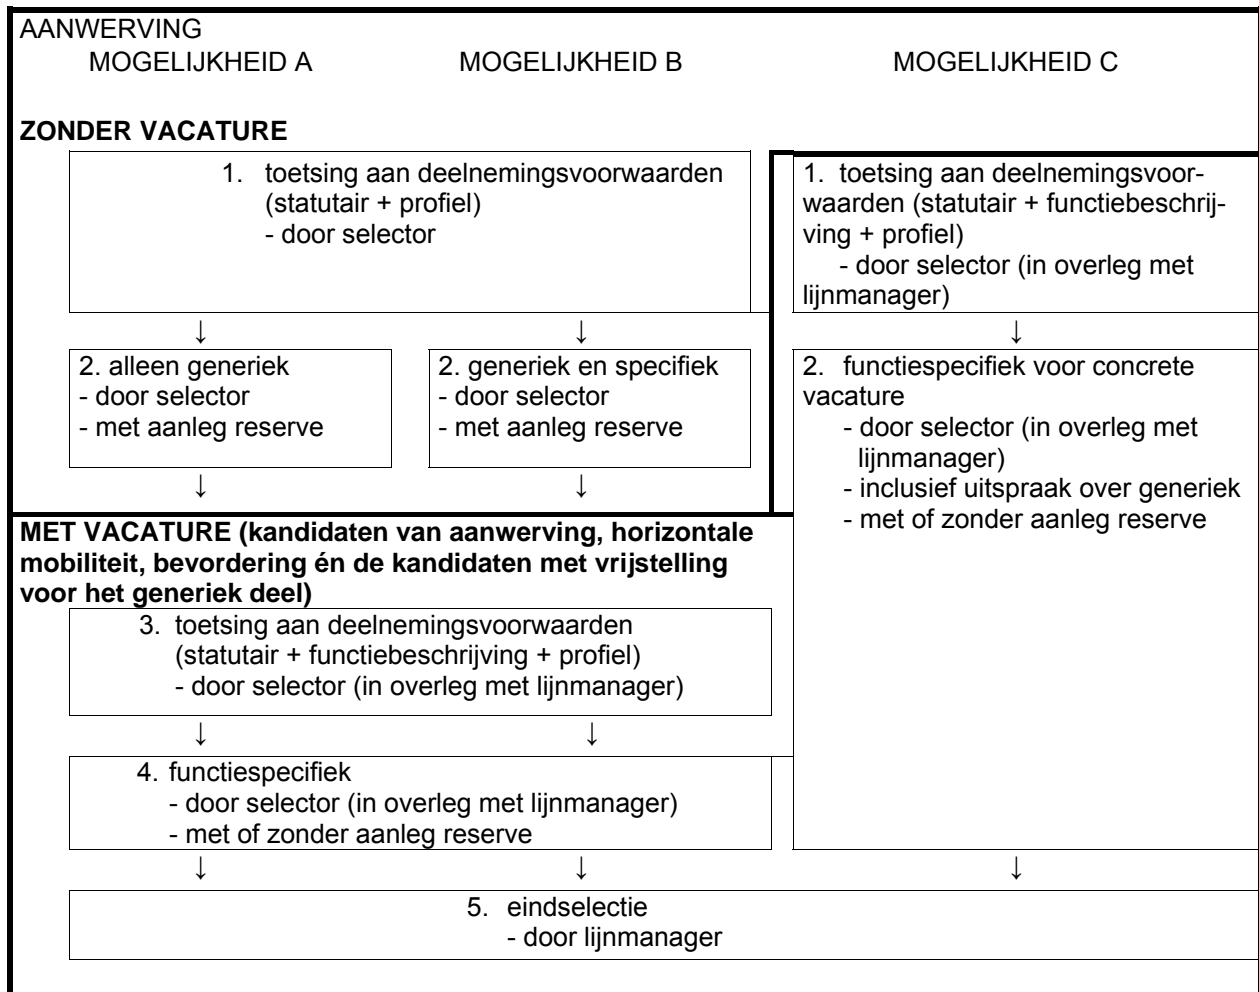 AANWERVING
MOGELIJKHEID A MOGELIJKHEID B MOGELIJKHEID C
ZONDER VACATURE
1. toetsing aan deelnemingsvoorwaarden
(statutair + profiel)
- door selector
1. toetsing aan deelnemingsvoor-
waarden (statutair + functiebeschrij-
ving + profiel)
- door selector (in overleg met
lijnmanager)
↓ ↓ ↓
2. alleen generiek
- door selector
- met aanleg reserve
2. generiek en specifiek
- door selector
- met aanleg reserve
2. functiespecifiek voor concrete
vacature
- door selector (in overleg met
lijnmanager)
- inclusief uitspraak over generiek
- met of zonder aanleg reserve
↓ ↓
MET VACATURE (kandidaten van aanwerving, horizontale
mobiliteit, bevordering én de kandidaten met vrijstelling
voor het generiek deel)
3. toetsing aan deelnemingsvoorwaarden
(statutair + functiebeschrijving + profiel)
- door selector (in overleg met lijnmanager)
↓ ↓
4. functiespecifiek
- door selector (in overleg met lijnmanager)
- met of zonder aanleg reserve
↓ ↓ ↓
5. eindselectie
- door lijnmanager